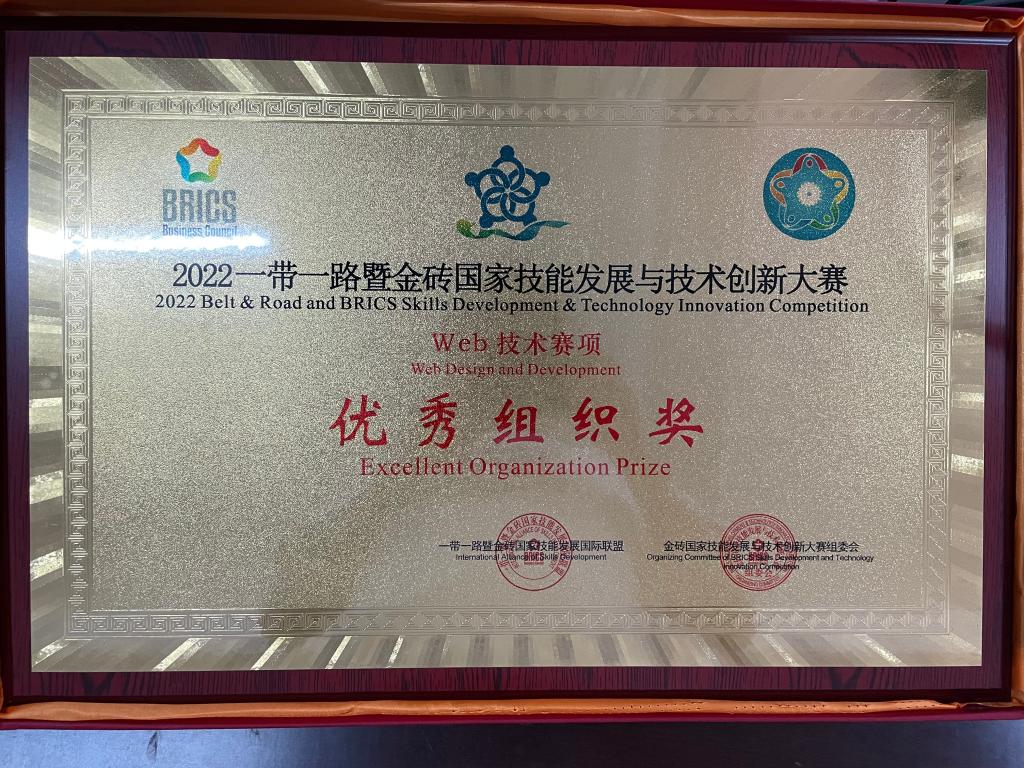 BRICS
Business Council
2022一带一路暨金砖国家技能发展与技术创新大赛
2022 Belt & Road and BRICS Skills Development & Technology Innovation Competition
Web 技术赛项
Web Design and Development
优秀组织奖
Excellent Organization Prize
一带一路暨金砖国家技能发展国际联盟
International Alliance of Skills Development
金砖国家技能发展与技术创新大赛组委会
Organizing Committee of BRICS Skills Development and Technology
Innovation Competition